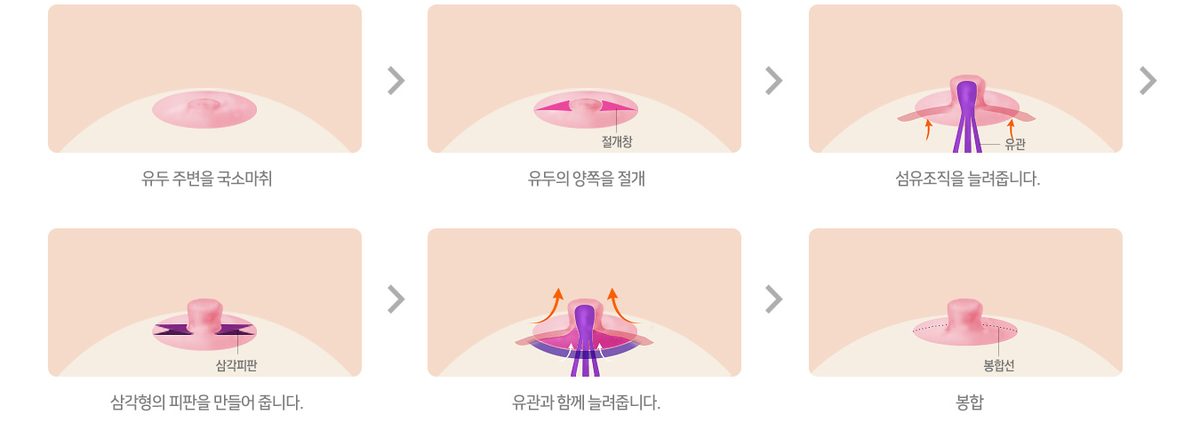 절개창
유관
유두 주변을 국소마취
유두의 양쪽을 절개
섬유조직을 늘려줍니다.
삼각피판
봉합선
삼각형의 피판을 만들어 줍니다.
유관과 함께 늘려줍니다.
봉합